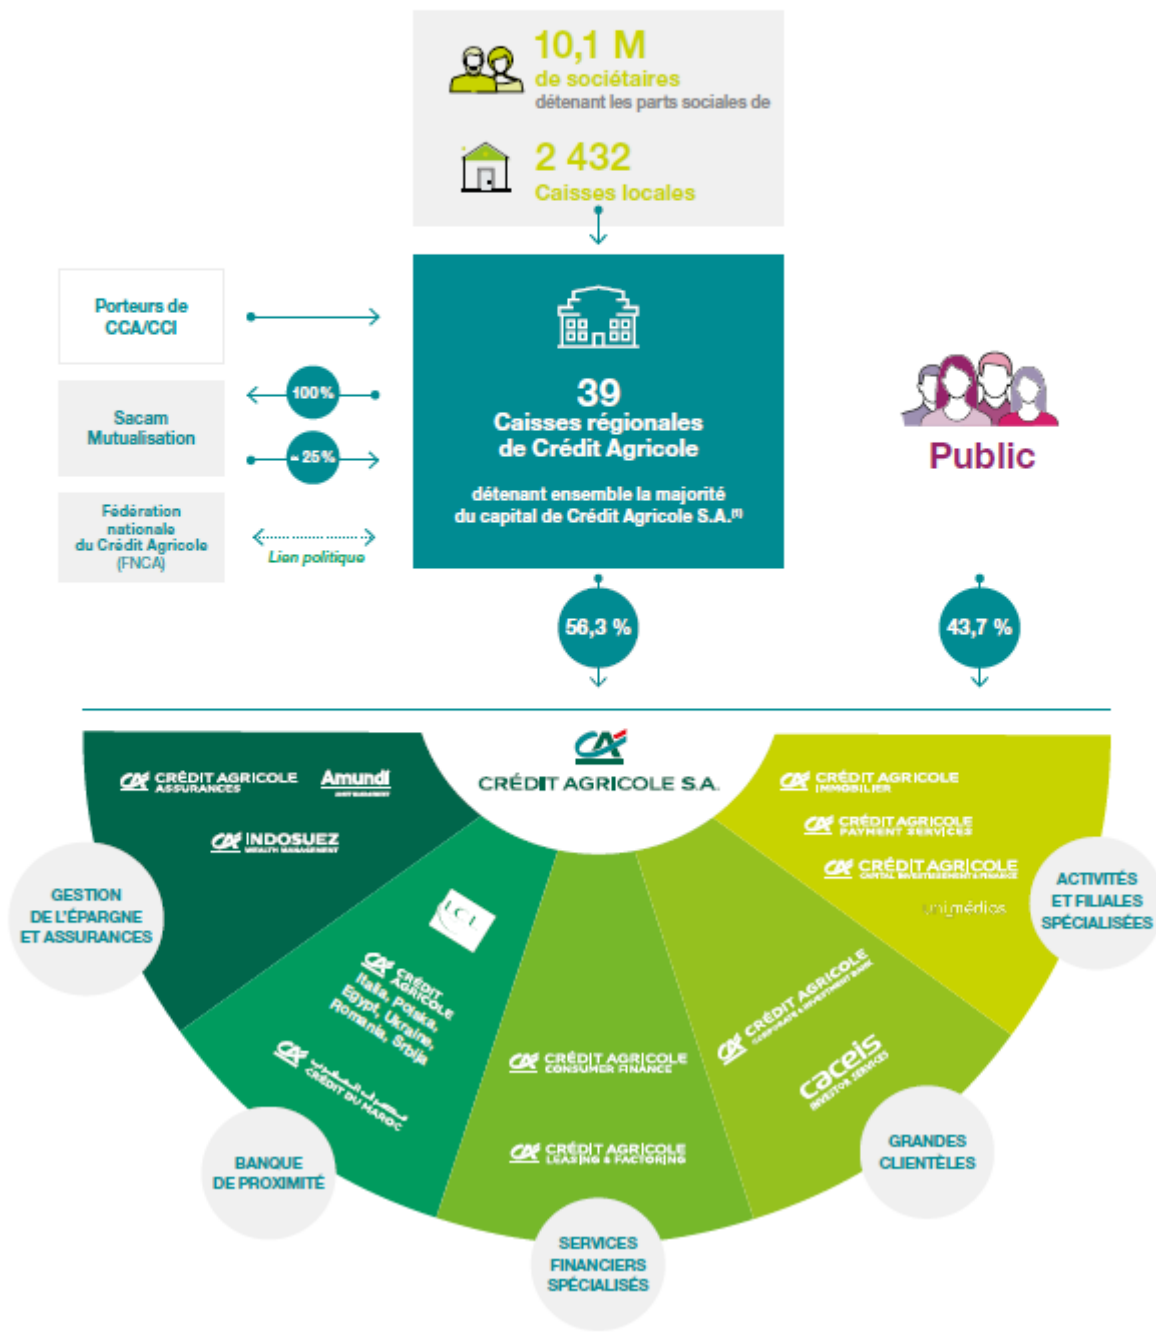 10,1 M
de sociétaires
détenant les parts sociales de
2 432
Caisses locales
Porteurs de
CCA/CCI
100%
Sacam
Mutualisation
≈ 25%
Fédération
nationale
du Crédit Agricole
(FNCA)
Lien politique
39
Caisses régionales
de Crédit Agricole
détenant ensemble la majorité
du capital de Crédit Agricole S.A.(1)
Public
56,3 %
43,7 %
CRÉDIT AGRICOLE S.A.
CRÉDIT AGRICOLE
ASSURANCES
Amundi
ASSET MANAGEMENT
INDOSUEZ
WEALTH MANAGEMENT
GESTION
DE L'ÉPARGNE
ET ASSURANCES
LCL
CRÉDIT
AGRICOLE
Italia, Polska,
Egypt, Ukraine,
Romania, Srbija
مصرف المغرب
CRÉDIT DU MAROC
BANQUE
DE PROXIMITÉ
CRÉDIT AGRICOLE
CONSUMER FINANCE
CRÉDIT AGRICOLE
LEASING & FACTORING
SERVICES
FINANCIERS
SPÉCIALISÉS
CRÉDIT AGRICOLE
CORPORATE & INVESTMENT BANK
caceis
INVESTOR SERVICES
GRANDES
CLIENTÈLES
CRÉDIT AGRICOLE
IMMOBILIER
CRÉDIT AGRICOLE
PAYMENT SERVICES
CRÉDIT AGRICOLE
CAPITAL INVESTISSEMENT & FINANCE
uni-médias
ACTIVITÉS
ET FILIALES
SPÉCIALISÉES